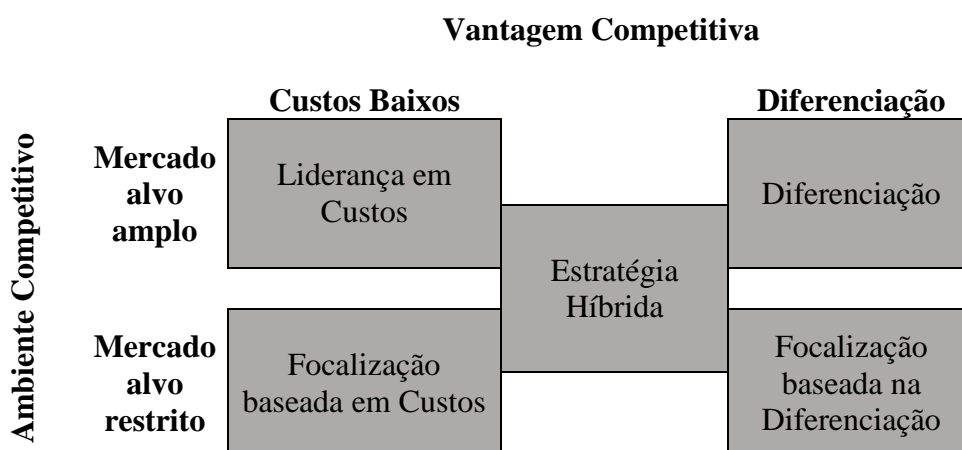 Vantagem Competitiva
Custos Baixos
Diferenciação
Ambiente Competitivo
Mercado
alvo
amplo
Liderança em
Custos
Diferenciação
Estratégia
Híbrida
Mercado
alvo
restrito
Focalização
baseada em Custos
Focalização
baseada na
Diferenciação